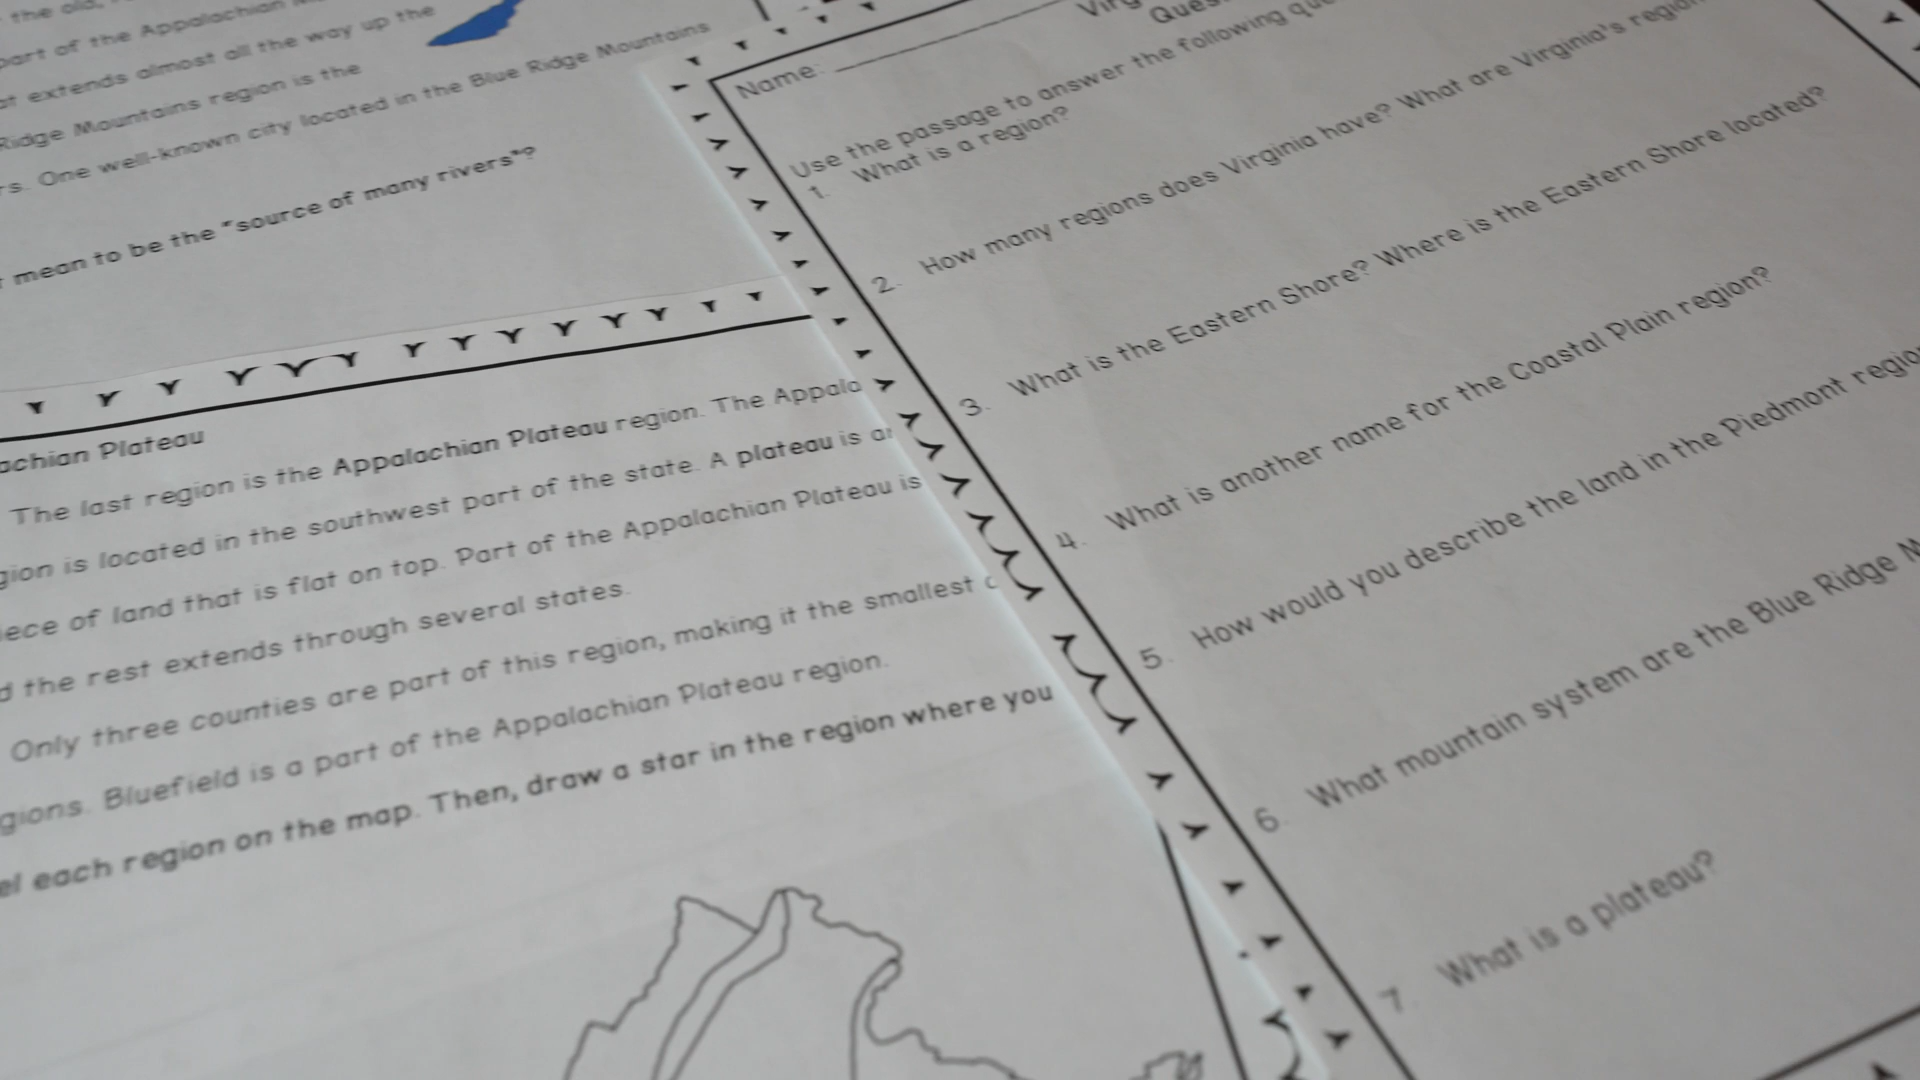 the old,
part of the Appalachian
at extends almost all the way up the
Ridge Mountains region is the
rs. One well-known city located in the Blue Ridge Mountains
mean to be the "source of many rivers"?
achian Plateau
The last region is the Appalachian Plateau region. The Appala
gion is located in the southwest part of the state. A plateau is a
iece of land that is flat on top. Part of the Appalachian Plateau is
d the rest extends through several states.
Only three counties are part of this region, making it the smallest
gions. Bluefield is a part of the Appalachian Plateau region.
el each region on the map. Then, draw a star in the region where you
Virg
Ques
Name:
Use the passage to answer the following que
1. What is a region?
2. How many regions does Virginia have? What are Virginia's region
3. What is the Eastern Shore? Where is the Eastern Shore located?
4. What is another name for the Coastal Plain region?
5. How would you describe the land in the Piedmont regio
6. What mountain system are the Blue Ridge M
7. What is a plateau?